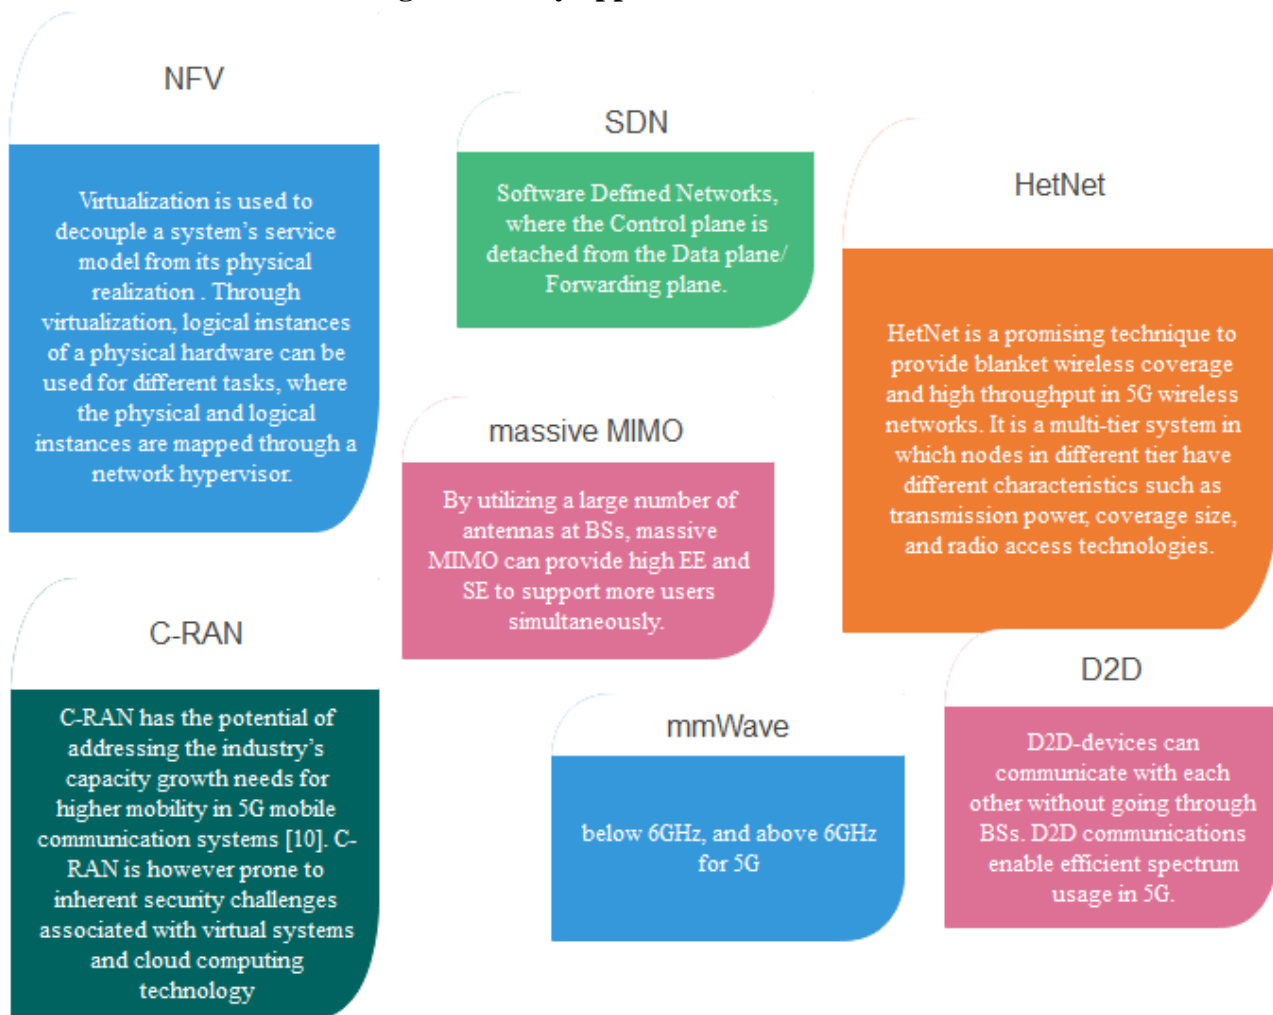 NFV
Virtualization is used to
decouple a system's service
model from its physical
realization . Through
virtualization, logical instances
of a physical hardware can be
used for different tasks, where
the physical and logical
instances are mapped through a
network hypervisor.
SDN
Software Defined Networks,
where the Control plane is
detached from the Data plane/
Forwarding plane.
HetNet
HetNet is a promising technique to
provide blanket wireless coverage
and high throughput in 5G wireless
networks. It is a multi-tier system in
which nodes in different tier have
different characteristics such as
transmission power, coverage size,
and radio access technologies.
massive MIMO
By utilizing a large number of
antennas at BSs, massive
MIMO can provide high EE and
SE to support more users
simultaneously.
C-RAN
C-RAN has the potential of
addressing the industry's
capacity growth needs for
higher mobility in 5G mobile
communication systems [10]. C-
RAN is however prone to
inherent security challenges
associated with virtual systems
and cloud computing
technology
mmWave
below 6GHz, and above 6GHz
for 5G
D2D
D2D-devices can
communicate with each
other without going through
BSs. D2D communications
enable efficient spectrum
usage in 5G.